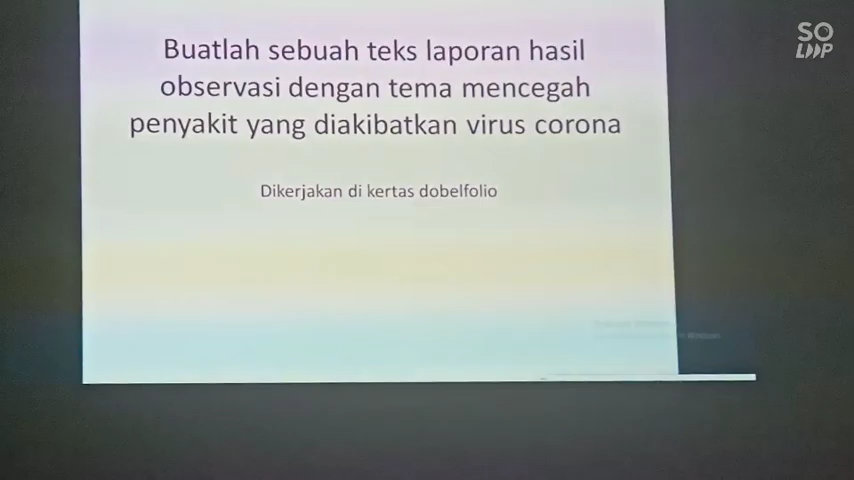 SO
LOOP
Buatlah sebuah teks laporan hasil
observasi dengan tema mencegah
penyakit yang diakibatkan virus corona
Dikerjakan di kertas dobelfolio